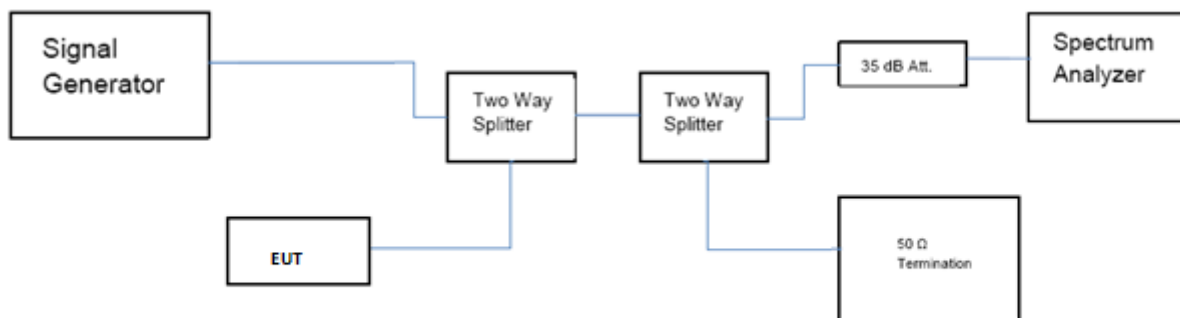 Signal
Generator
Two Way
Splitter
Two Way
Splitter
35 dB Att.
Spectrum
Analyzer
EUT
50 Ω
Termination